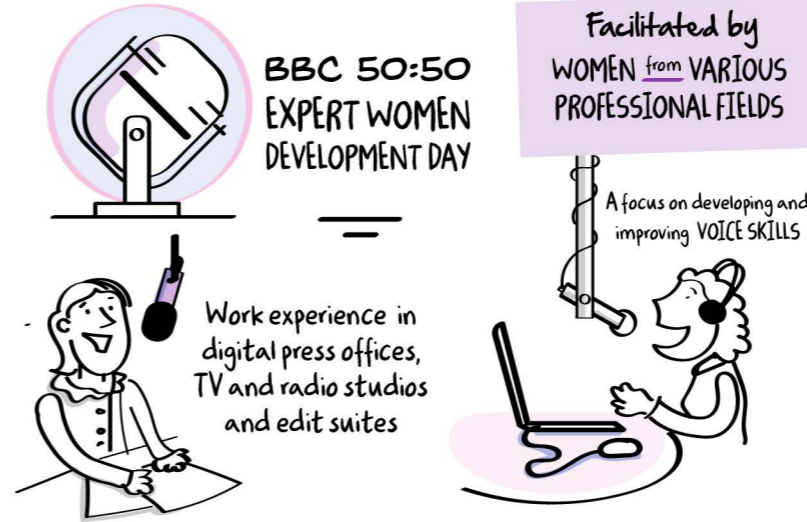 BBC 50:50
EXPERT WOMEN
DEVELOPMENT DAY
Facilitated by
WOMEN from VARIOUS
PROFESSIONAL FIELDS
A focus on developing and
improving VOICE SKILLS
Work experience in
digital press offices,
TV and radio studios
and edit suites